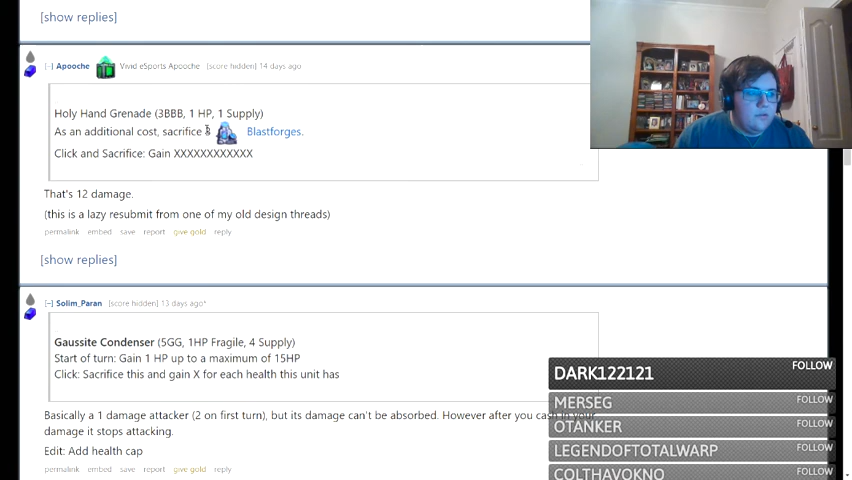 [show replies]
[-] Apooche Vivid eSports Apooche [score hidden] 14 days ago
Holy Hand Grenade (3BBB, 1 HP, 1 Supply)
As an additional cost, sacrifice Blastforges.
Click and Sacrifice: Gain XXXXXXXXXXXX
That's 12 damage.
(this is a lazy resubmit from one of my old design threads)
permalink embed save report give gold reply
[show replies]
[-] Solim_Paran [score hidden] 13 days ago*
Gaussite Condenser (5GG, 1HP Fragile, 4 Supply)
Start of turn: Gain 1 HP up to a maximum of 15HP
Click: Sacrifice this and gain X for each health this unit has
Basically a 1 damage attacker (2 on first turn), but its damage can't be absorbed. However after you cash in your
damage it stops attacking.
Edit: Add health cap
permalink embed save report give gold reply
DARK122121 FOLLOW
MERSEG FOLLOW
OTANKER FOLLOW
LEGENDOFTOTALWARP FOLLOW
COLTHAVOKNO FOLLOW